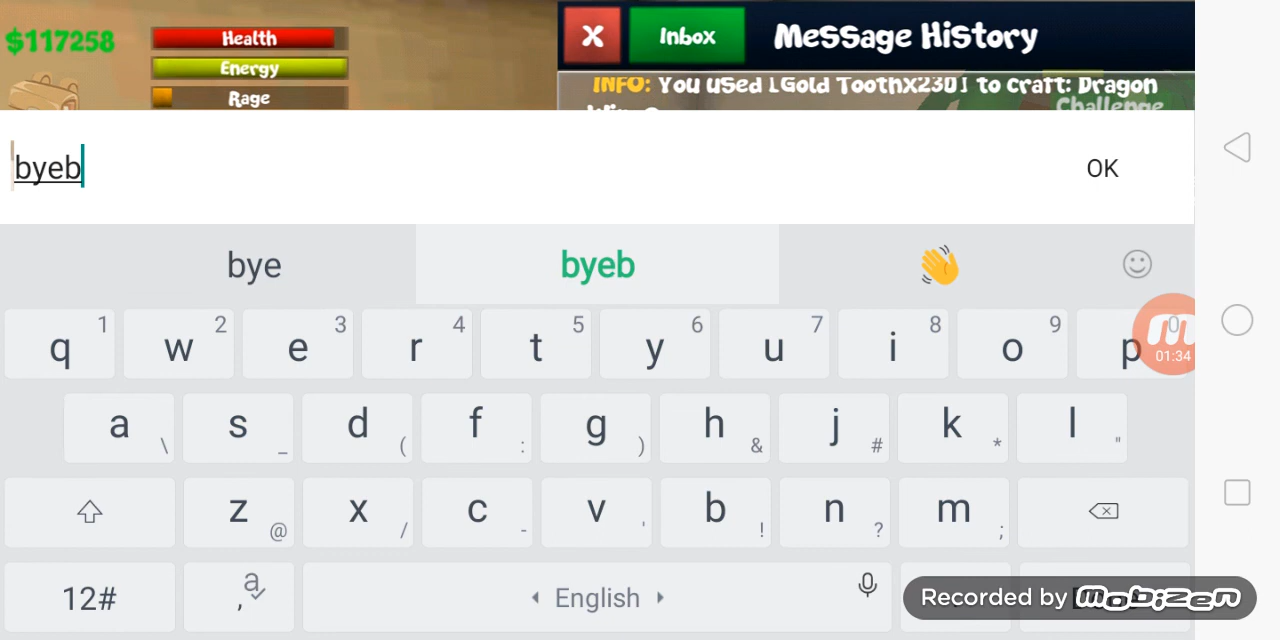 $117258
Health
Energy
Rage
X
Inbox
Message History
INFO: You used [Gold Toothx230] to craft: Dragon
Challenge
byeb
OK
bye
byeb
1 2 3 4 5 6 7 8 9 0
q w e r t y u i o p
01:34
a s d f g h j k l
\ _ ( : ) & # * "
z x c v b n m
@ / - ' ! ? ;
12#
a
,
English
Recorded by Mobizen